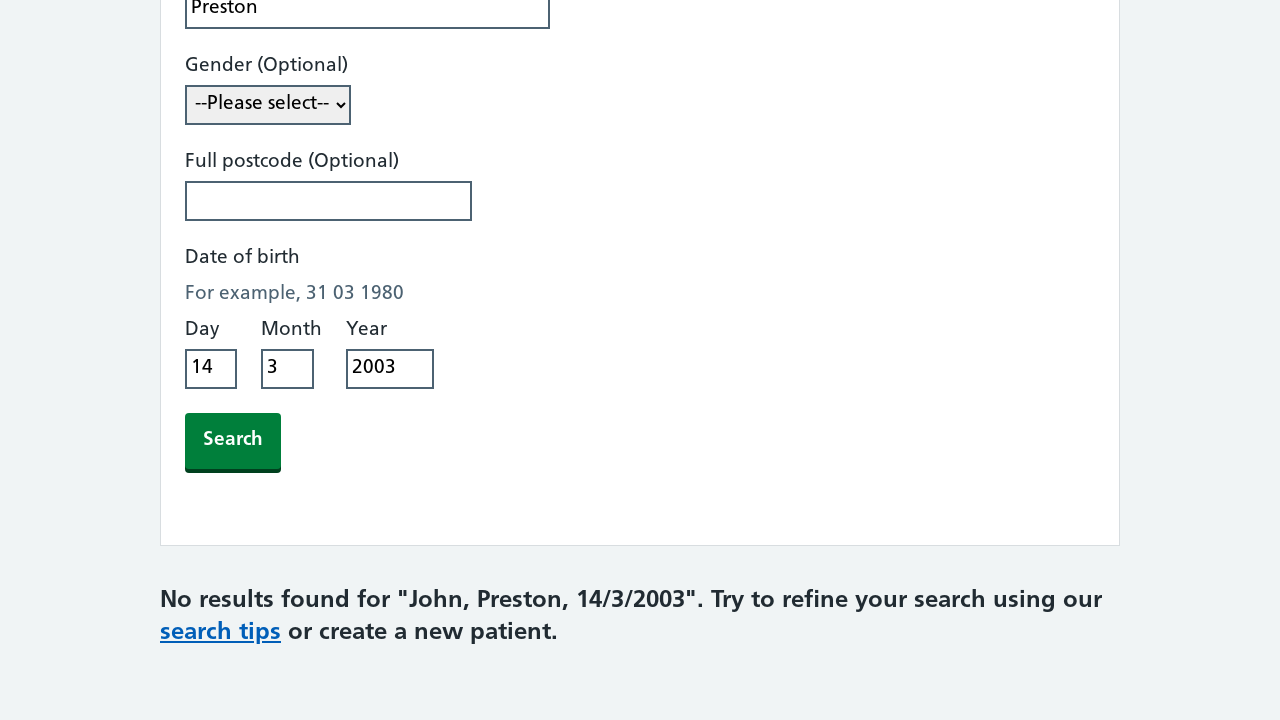 Preston
Gender (Optional)
--Please select--
Full postcode (Optional)
Date of birth
For example, 31 03 1980
Day Month Year
14 3 2003
Search
No results found for "John, Preston, 14/3/2003". Try to refine your search using our
search tips or create a new patient.